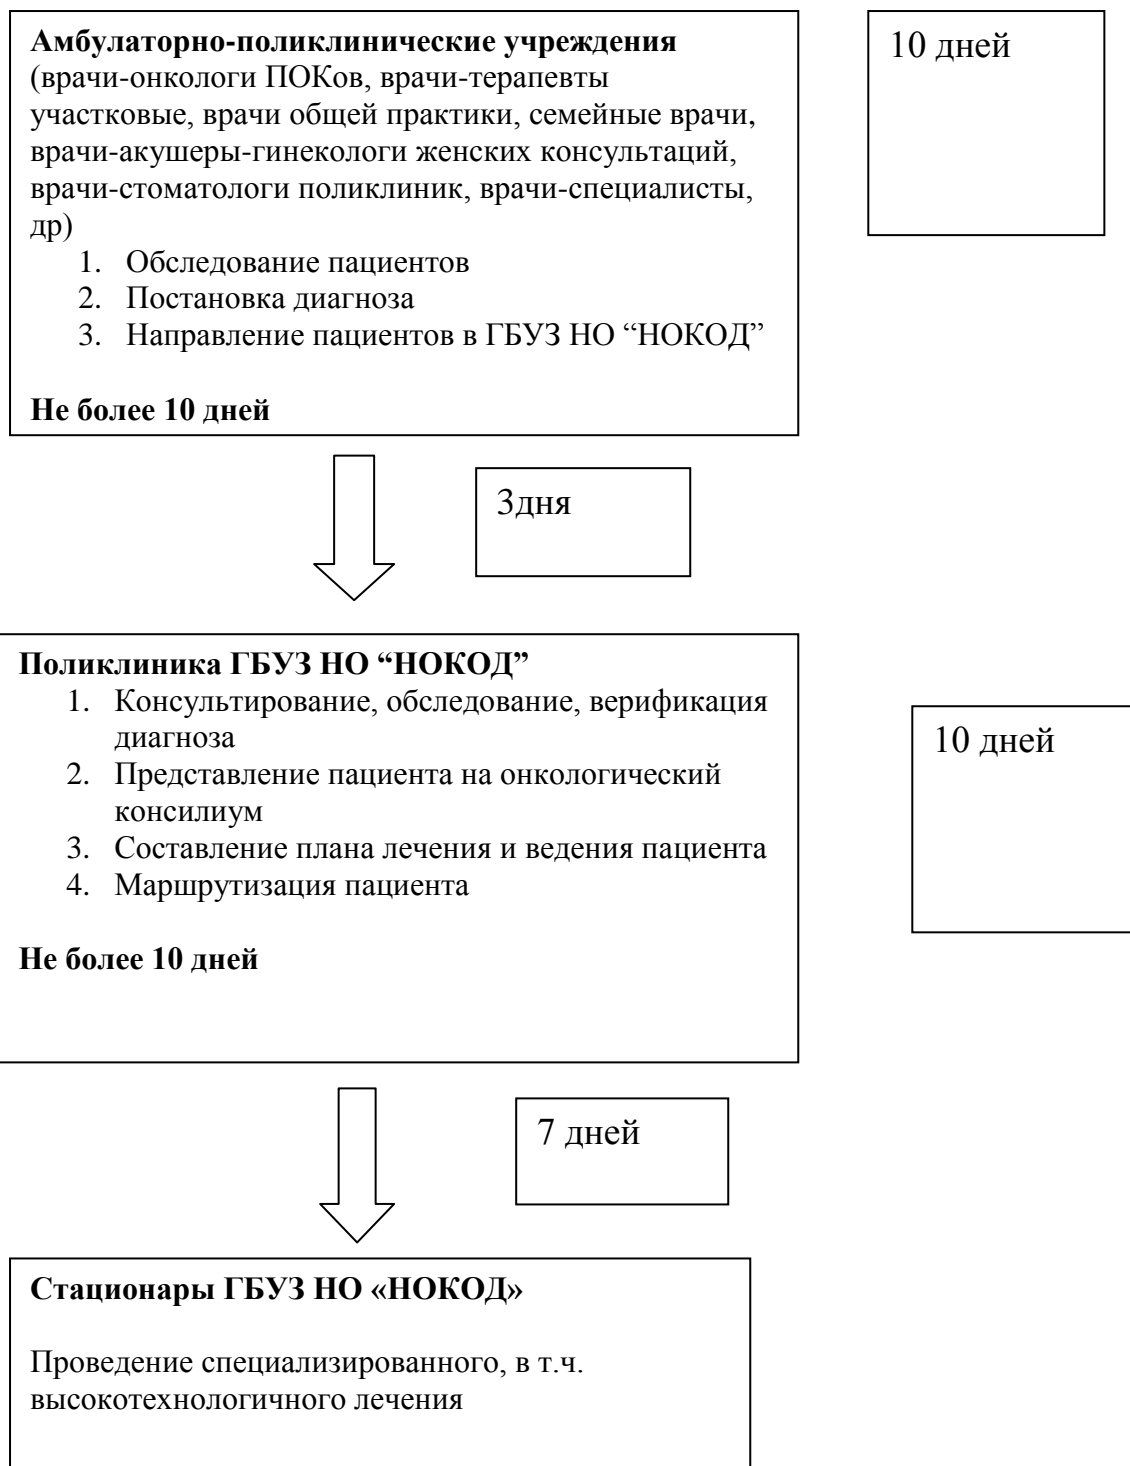 Амбулаторно-поликлинические учреждения
(врачи-онкологи ПОКов, врачи-терапевты
участковые, врачи общей практики, семейные врачи,
врачи-акушеры-гинекологи женских консультаций,
врачи-стоматологи поликлиник, врачи-специалисты,
др)
1. Обследование пациентов
2. Постановка диагноза
3. Направление пациентов в ГБУЗ НО “НОКОД”
Не более 10 дней
10 дней
3дня
Поликлиника ГБУЗ НО “НОКОД”
1. Консультирование, обследование, верификация
диагноза
2. Представление пациента на онкологический
консилиум
3. Составление плана лечения и ведения пациента
4. Маршрутизация пациента
Не более 10 дней
10 дней
7 дней
Стационары ГБУЗ НО «НОКОД»
Проведение специализированного, в т.ч.
высокотехнологичного лечения